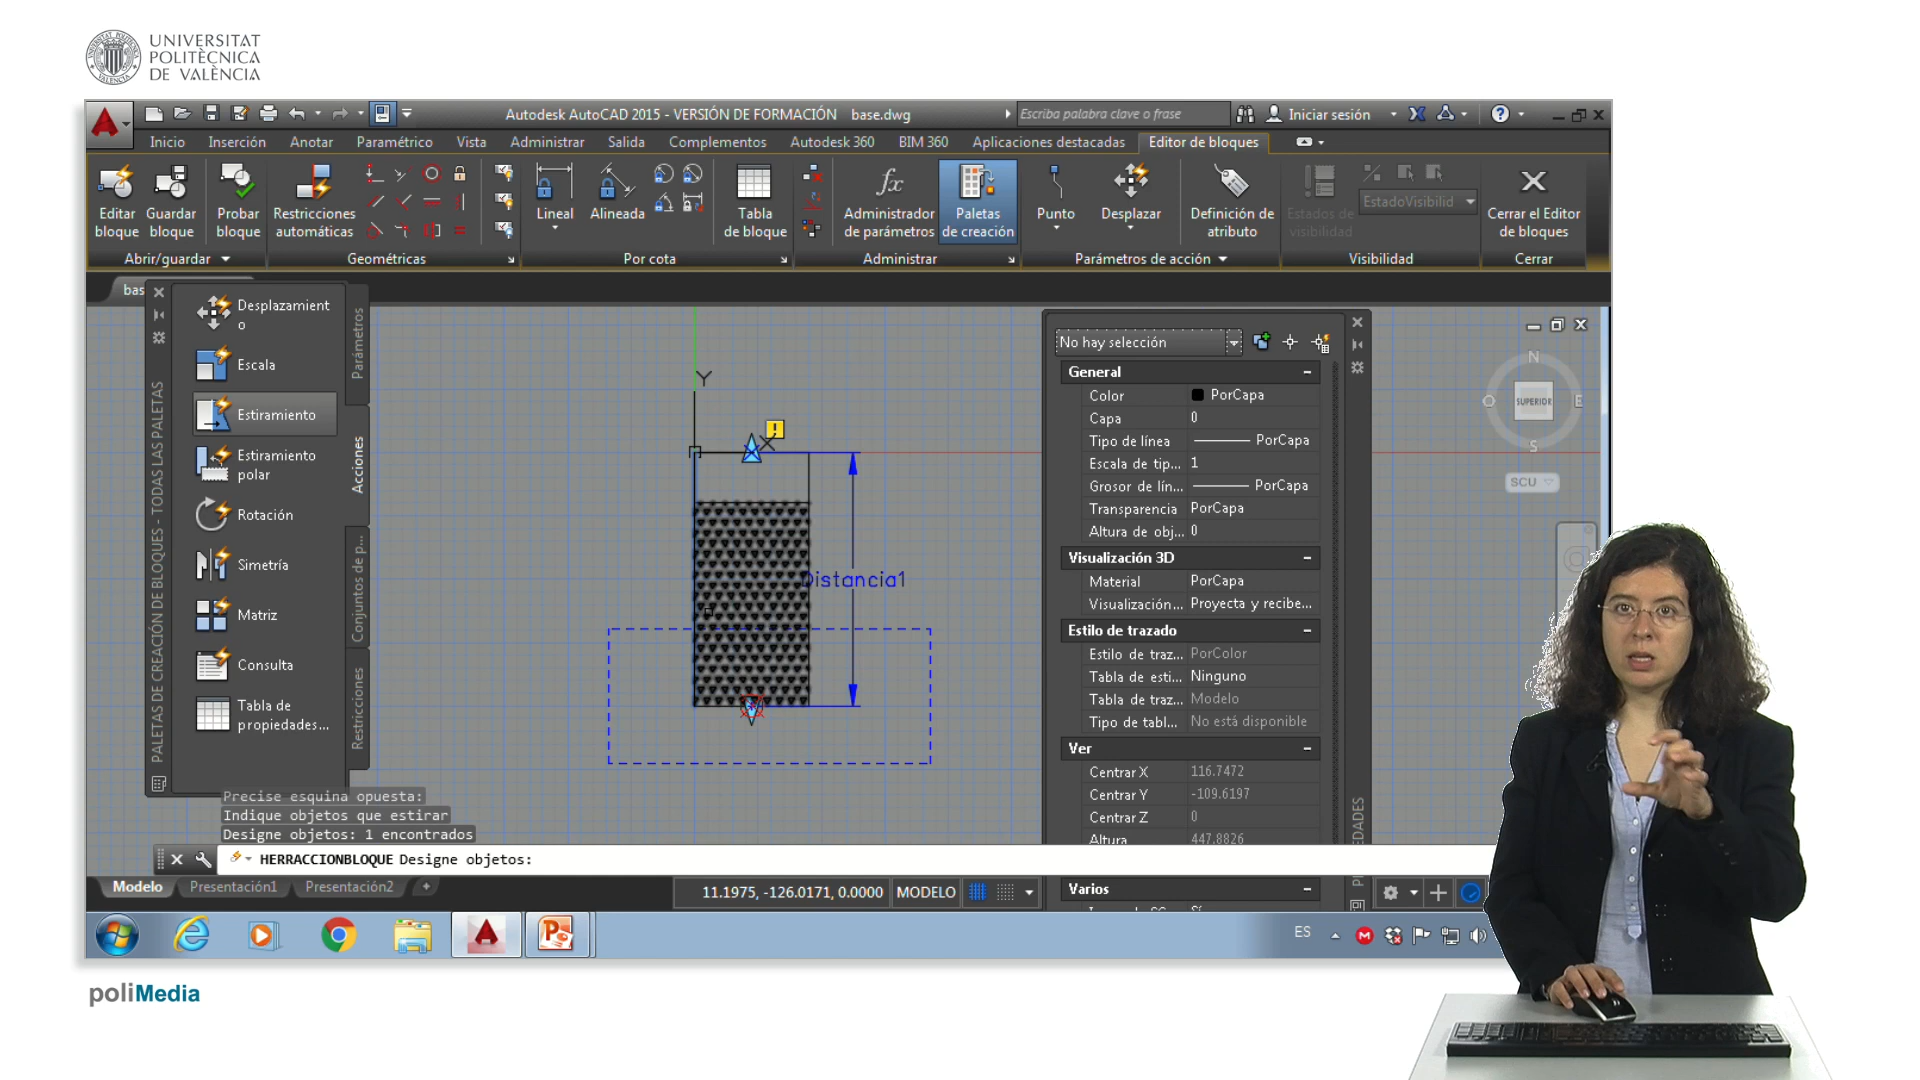 UNIVERSITAT
POLITÈCNICA
DE VALÈNCIA
Autodesk AutoCAD 2015 - VERSIÓN DE FORMACIÓN base.dwg
Escriba palabra clave o frase
Iniciar sesión
Inicio Inserción Anotar Paramétrico Vista Administrar Salida Complementos Autodesk 360 BIM 360 Aplicaciones destacadas Editor de bloques
Editar bloque
Guardar bloque
Probar bloque
Restricciones automáticas
Lineal
Alineada
Tabla de bloque
fx
Administrador de parámetros
Paletas de creación
Punto
Desplazar
Definición de atributo
Estados de visibilidad
EstadoVisibilid
Cerrar el Editor de bloques
Abrir/guardar Geométricas Por cota Administrar Parámetros de acción Visibilidad Cerrar
bas
PALETAS DE CREACIÓN DE BLOQUES - TODAS LAS PALETAS
Desplazamient
o
Escala
Estiramiento
Estiramiento
polar
Rotación
Simetría
Matriz
Consulta
Tabla de
propiedades...
Parámetros
Acciones
Conjuntos de p...
Restricciones
Y
!
Distancia1
No hay selección
General
Color PorCapa
Capa 0
Tipo de línea PorCapa
Escala de tip... 1
Grosor de lín... PorCapa
Transparencia PorCapa
Altura de obj... 0
Visualización 3D
Material PorCapa
Visualización... Proyecta y recibe...
Estilo de trazado
Estilo de traz... PorColor
Tabla de esti... Ninguno
Tabla de traz... Modelo
Tipo de tabl... No está disponible
Ver
Centrar X 116.7472
Centrar Y -109.6197
Centrar Z 0
Altura 447.8826
Varios
EDADES
N
O
SUPERIOR
E
S
SCU
Precise esquina opuesta:
Indique objetos que estirar
Designe objetos: 1 encontrados
HERRACCIONBLOQUE Designe objetos:
Modelo Presentación1 Presentación2 +
11.1975, -126.0171, 0.0000 MODELO
ES
poliMedia